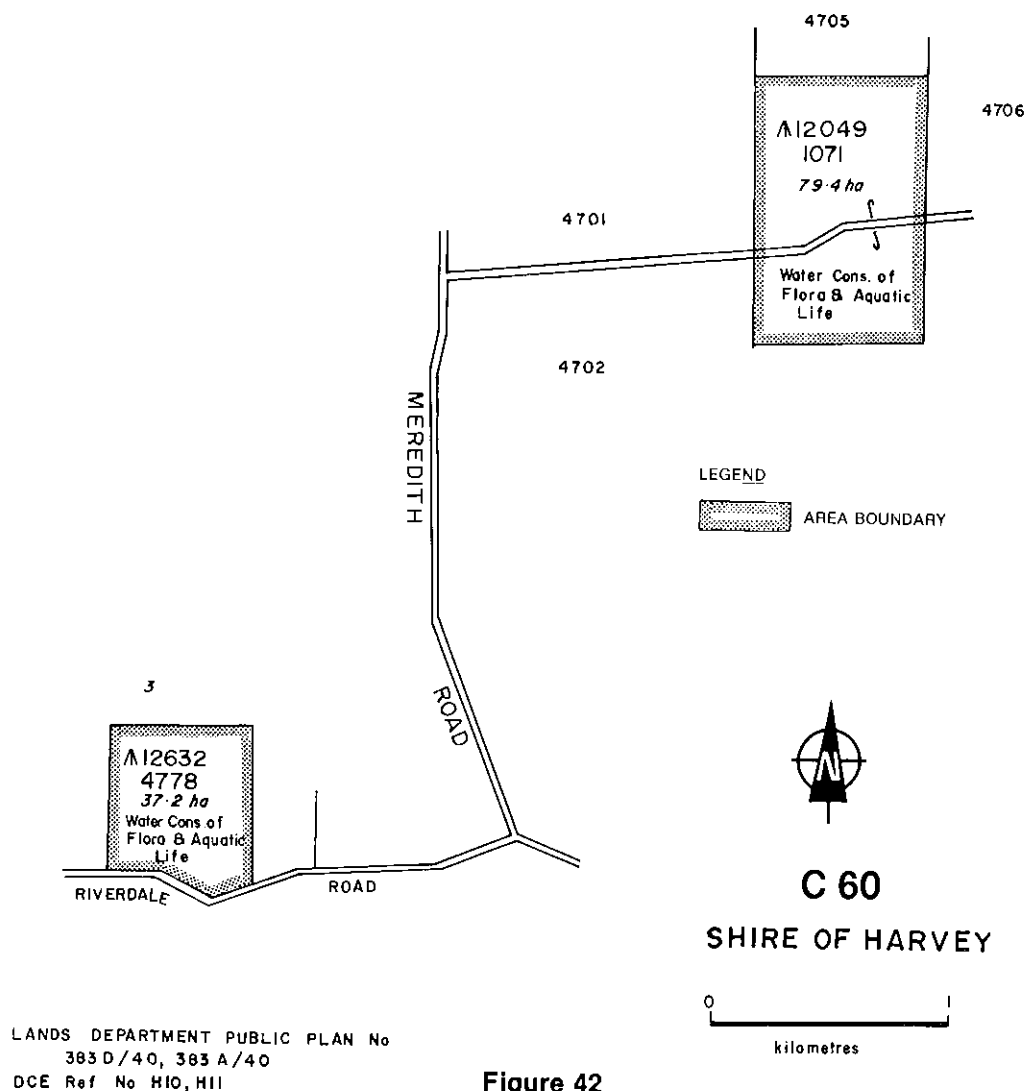 4705
4706
⩚12049
1071
79·4 ha
4701
Water Cons. of
Flora & Aquatic
Life
4702
MEREDITH
ROAD
LEGEND
AREA BOUNDARY
3
⩚12632
4778
37·2 ha
Water Cons of
Flora & Aquatic
Life
RIVERDALE ROAD
N
C 60
SHIRE OF HARVEY
0 1
kilometres
LANDS DEPARTMENT PUBLIC PLAN No
383 D/40, 383 A/40
DCE Ref No H10, H11
Figure 42